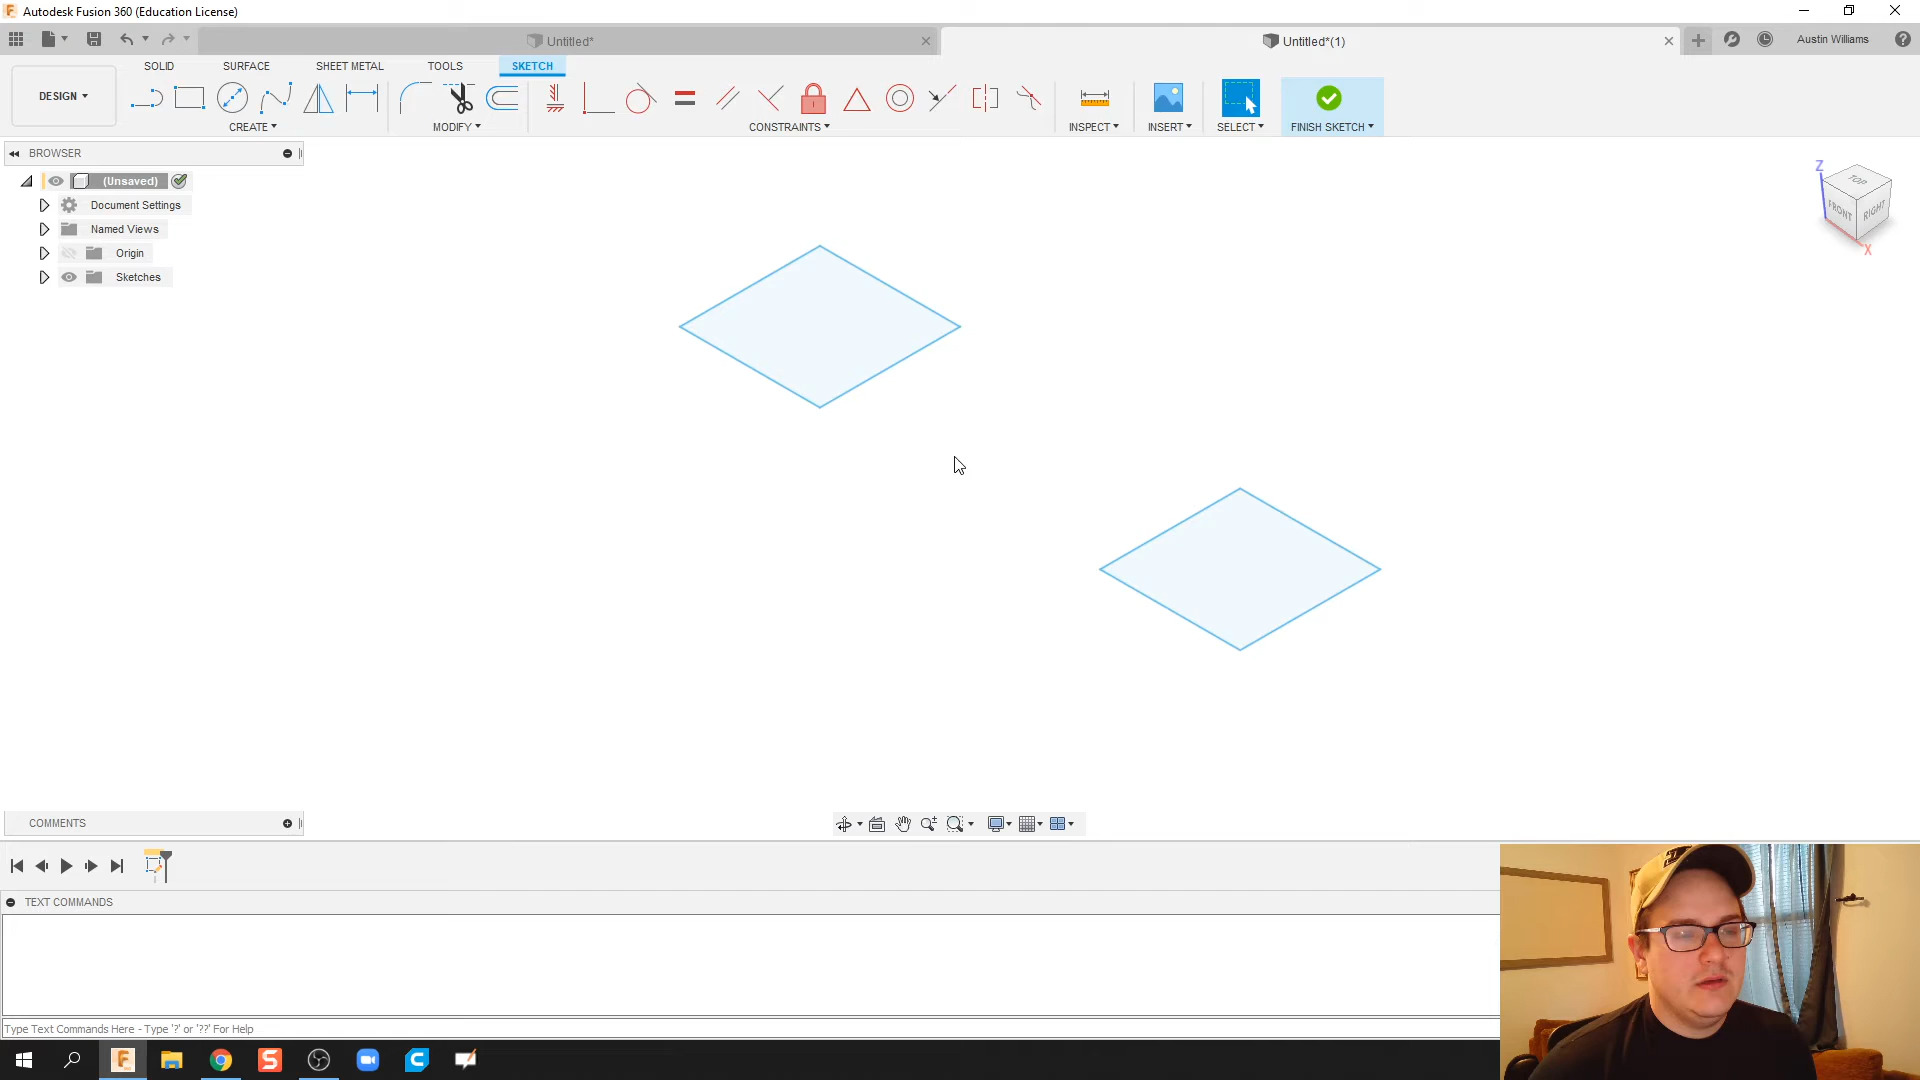 Autodesk Fusion 360 (Education License)
Untitled*
Untitled*(1)
Austin Williams
SOLID
SURFACE
SHEET METAL
TOOLS
SKETCH
DESIGN
CREATE
MODIFY
CONSTRAINTS
INSPECT
INSERT
SELECT
FINISH SKETCH
BROWSER
(Unsaved)
Document Settings
Named Views
Origin
Sketches
Z
TOP
FRONT
RIGHT
X
COMMENTS
TEXT COMMANDS
Type Text Commands Here - Type '?' or '??' For Help